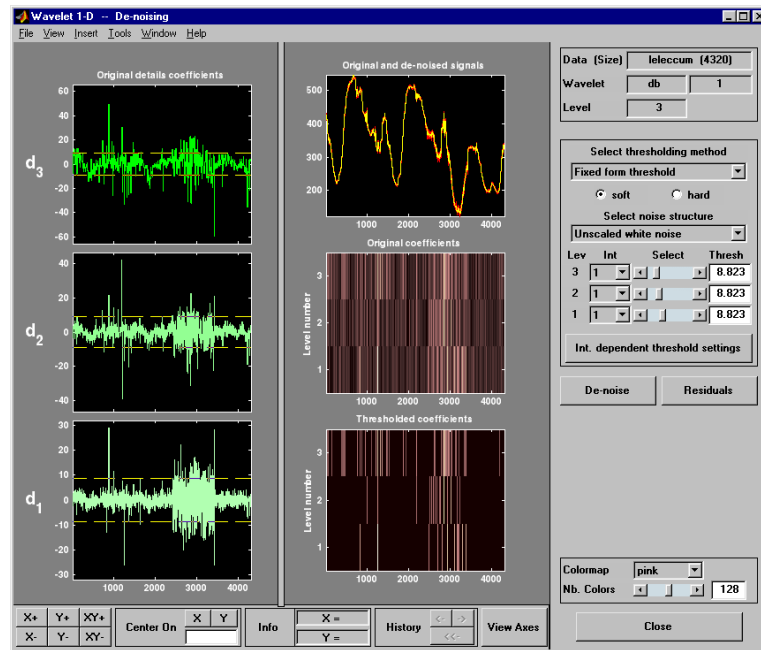 Wavelet 1-D -- De-noising
File View Insert Tools Window Help
Original details coefficients
60
40
20
0
-20
-40
-60
d3
40
20
0
-20
-40
d2
30
20
10
0
-10
-20
-30
d1
1000 2000 3000 4000
Original and de-noised signals
500
400
300
200
1000 2000 3000 4000
Original coefficients
Level number
3
2
1
1000 2000 3000 4000
Thresholded coefficients
Level number
3
2
1
1000 2000 3000 4000
Data (Size) leleccum (4320)
Wavelet db 1
Level 3
Select thresholding method
Fixed form threshold
soft hard
Select noise structure
Unscaled white noise
Lev Int Select Thresh
3 1 8.823
2 1 8.823
1 1 8.823
Int. dependent threshold settings
De-noise Residuals
Colormap pink
Nb. Colors 128
Close
X+ Y+ XY+
X- Y- XY-
Center On X Y
Info X =
Y =
History <- ->
<<-
View Axes